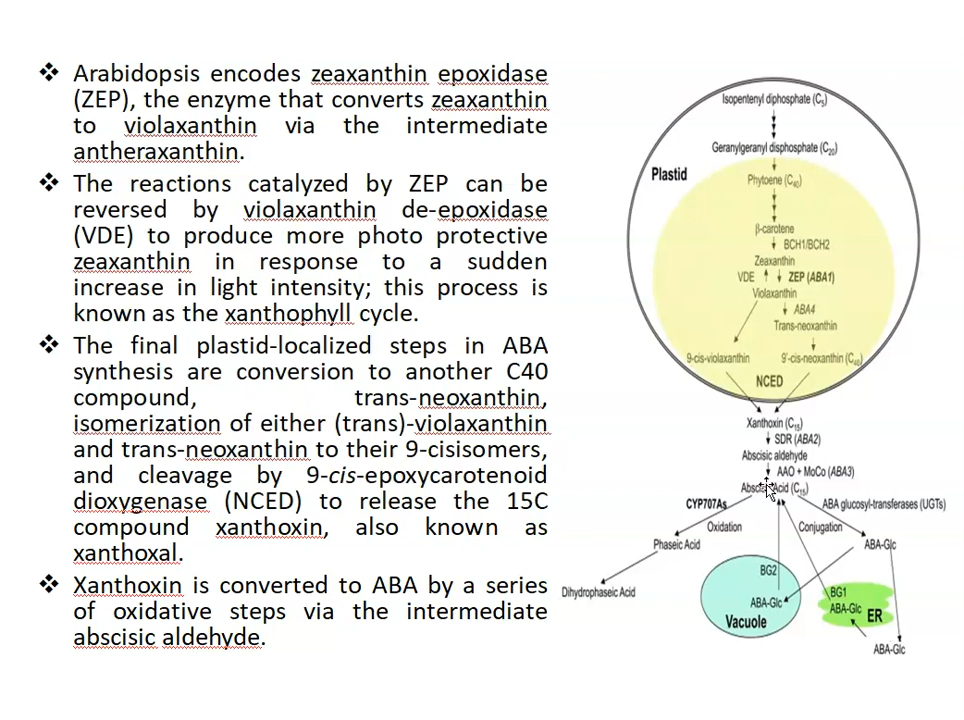 ❖ Arabidopsis encodes zeaxanthin epoxidase
(ZEP), the enzyme that converts zeaxanthin
to violaxanthin via the intermediate
antheraxanthin.
❖ The reactions catalyzed by ZEP can be
reversed by violaxanthin de-epoxidase
(VDE) to produce more photo protective
zeaxanthin in response to a sudden
increase in light intensity; this process is
known as the xanthophyll cycle.
❖ The final plastid-localized steps in ABA
synthesis are conversion to another C40
compound, trans-neoxanthin,
isomerization of either (trans)-violaxanthin
and trans-neoxanthin to their 9-cisisomers,
and cleavage by 9-cis-epoxycarotenoid
dioxygenase (NCED) to release the 15C
compound xanthoxin, also known as
xanthoxal.
❖ Xanthoxin is converted to ABA by a series
of oxidative steps via the intermediate
abscisic aldehyde.
Isopentenyl diphosphate (C₅)
Geranylgeranyl disphosphate (C₂₀)
Plastid
Phytoene (C₄₀)
β-carotene
BCH1/BCH2
Zeaxanthin
VDE ZEP (ABA1)
Violaxanthin
ABA4
Trans-neoxanthin
9-cis-violaxanthin 9'-cis-neoxanthin (C₄₀)
NCED
Xanthoxin (C₁₅)
SDR (ABA2)
Abscisic aldehyde
AAO + MoCo (ABA3)
Abscisic Acid (C₁₅)
CYP707As ABA glucosyl-transferases (UGTs)
Oxidation Conjugation
Phaseic Acid ABA-Glc
BG2
Dihydrophaseic Acid BG1
ABA-Glc ABA-Glc ER
Vacuole
ABA-Glc